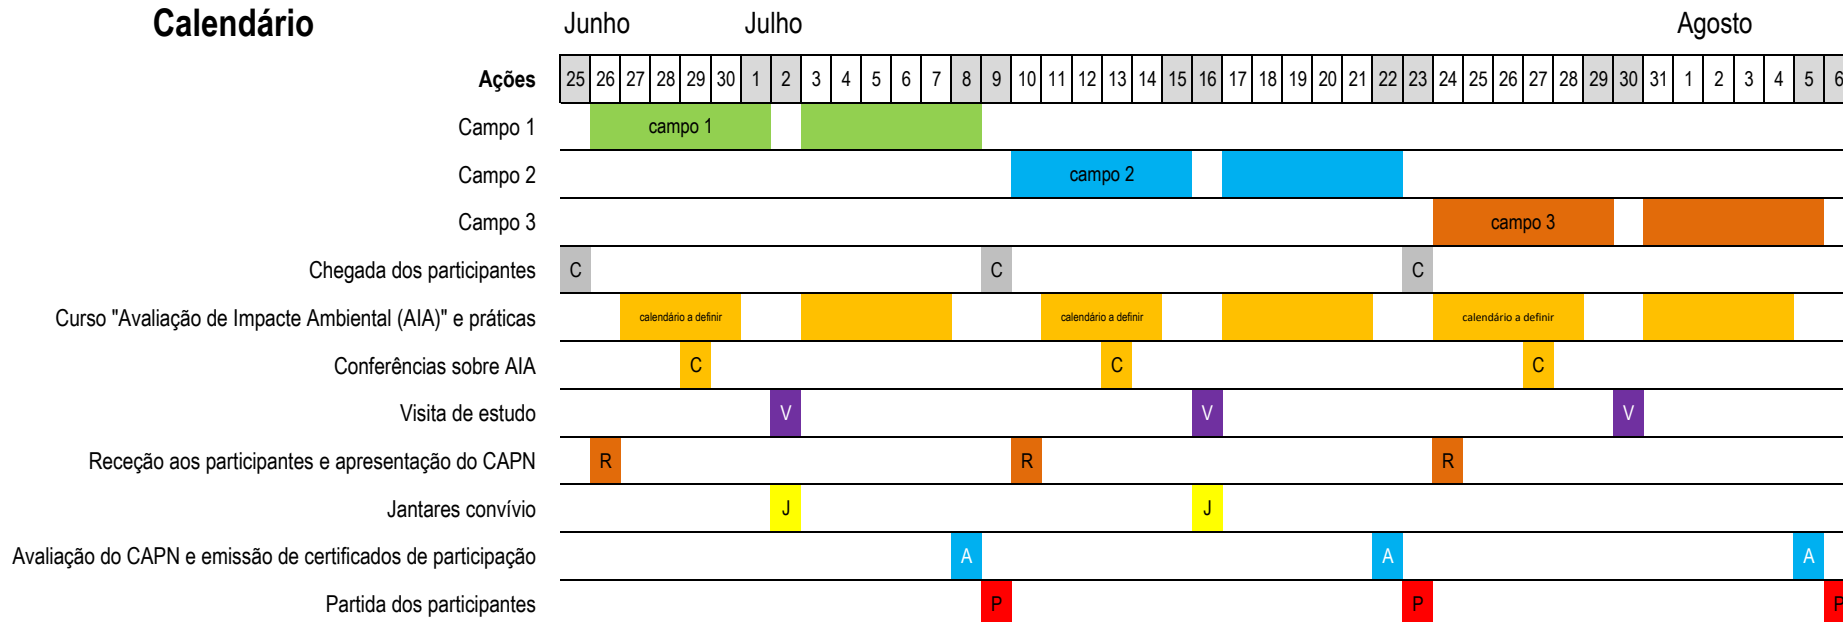 Calendário Junho Julho Agosto
Ações 25 26 27 28 29 30 1 2 3 4 5 6 7 8 9 10 11 12 13 14 15 16 17 18 19 20 21 22 23 24 25 26 27 28 29 30 31 1 2 3 4 5 6
Campo 1 campo 1
Campo 2 campo 2
Campo 3 campo 3
Chegada dos participantes C C C
Curso "Avaliação de Impacte Ambiental (AIA)" e práticas calendário a definir calendário a definir calendário a definir
Conferências sobre AIA C C C
Visita de estudo V V V
Receção aos participantes e apresentação do CAPN R R R
Jantares convívio J J
Avaliação do CAPN e emissão de certificados de participação A A A
Partida dos participantes P P P